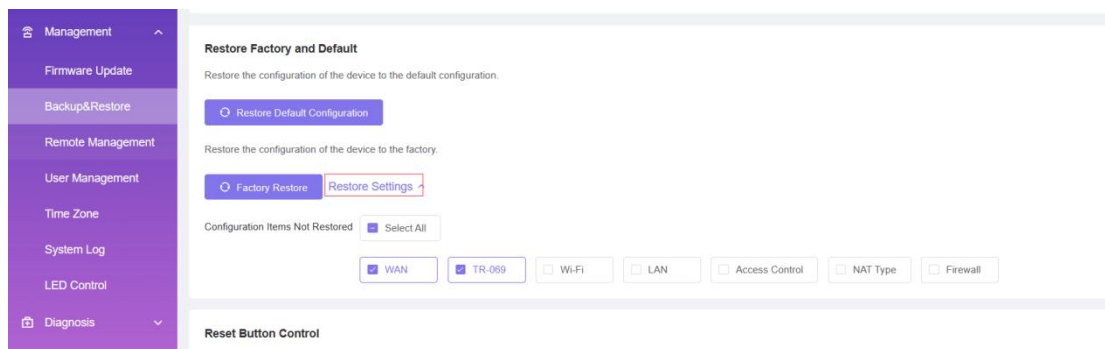 Management
Firmware Update
Backup&Restore
Remote Management
User Management
Time Zone
System Log
LED Control
Diagnosis
Restore Factory and Default
Restore the configuration of the device to the default configuration.
Restore Default Configuration
Restore the configuration of the device to the factory.
Factory Restore Restore Settings
Configuration Items Not Restored Select All
WAN TR-069 Wi-Fi LAN Access Control NAT Type Firewall
Reset Button Control